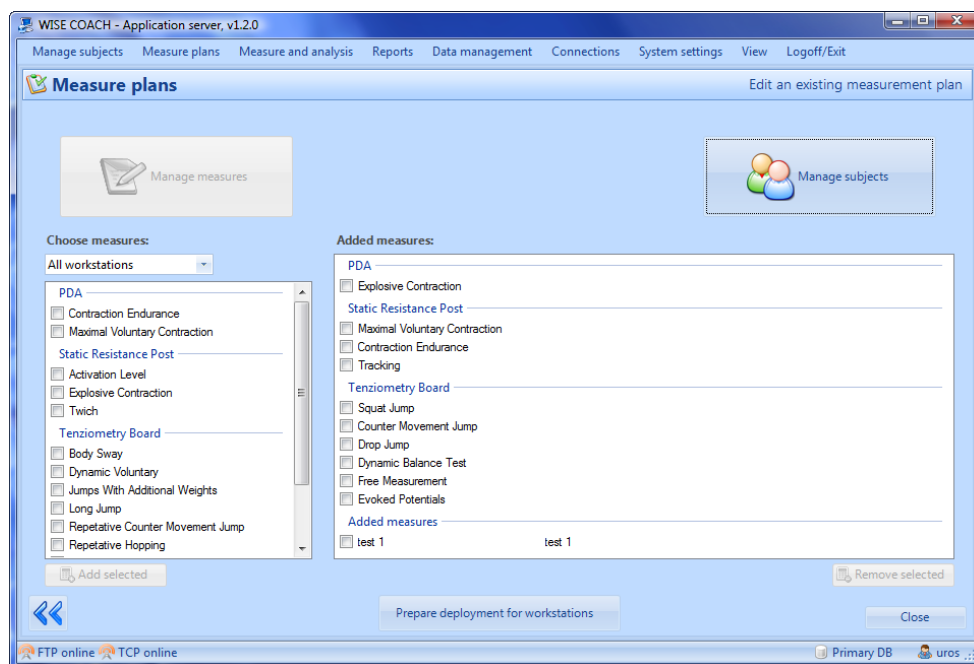 WISE COACH - Application server, v1.2.0
Manage subjects Measure plans Measure and analysis Reports Data management Connections System settings View Logoff/Exit
Measure plans
Edit an existing measurement plan
Manage measures
Manage subjects
Choose measures:
All workstations
PDA
Contraction Endurance
Maximal Voluntary Contraction
Static Resistance Post
Activation Level
Explosive Contraction
Twich
Tenziometry Board
Body Sway
Dynamic Voluntary
Jumps With Additional Weights
Long Jump
Repetative Counter Movement Jump
Repetative Hopping
Add selected
Added measures:
PDA
Explosive Contraction
Static Resistance Post
Maximal Voluntary Contraction
Contraction Endurance
Tracking
Tenziometry Board
Squat Jump
Counter Movement Jump
Drop Jump
Dynamic Balance Test
Free Measurement
Evoked Potentials
Added measures
test 1 test 1
Remove selected
Prepare deployment for workstations
Close
FTP online TCP online Primary DB uros